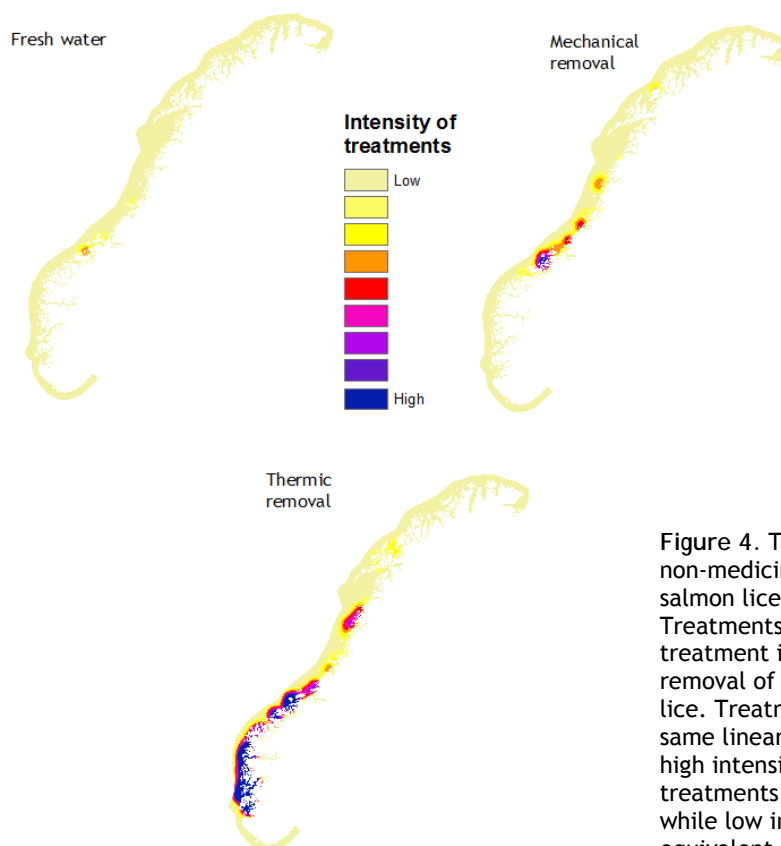 Fresh water
Mechanical
removal
Intensity of
treatments
Low
High
Thermic
removal
Figure 4. T
non-medicin
salmon lice
Treatments
treatment i
removal of
lice. Treatm
same linear
high intensi
treatments
while low in